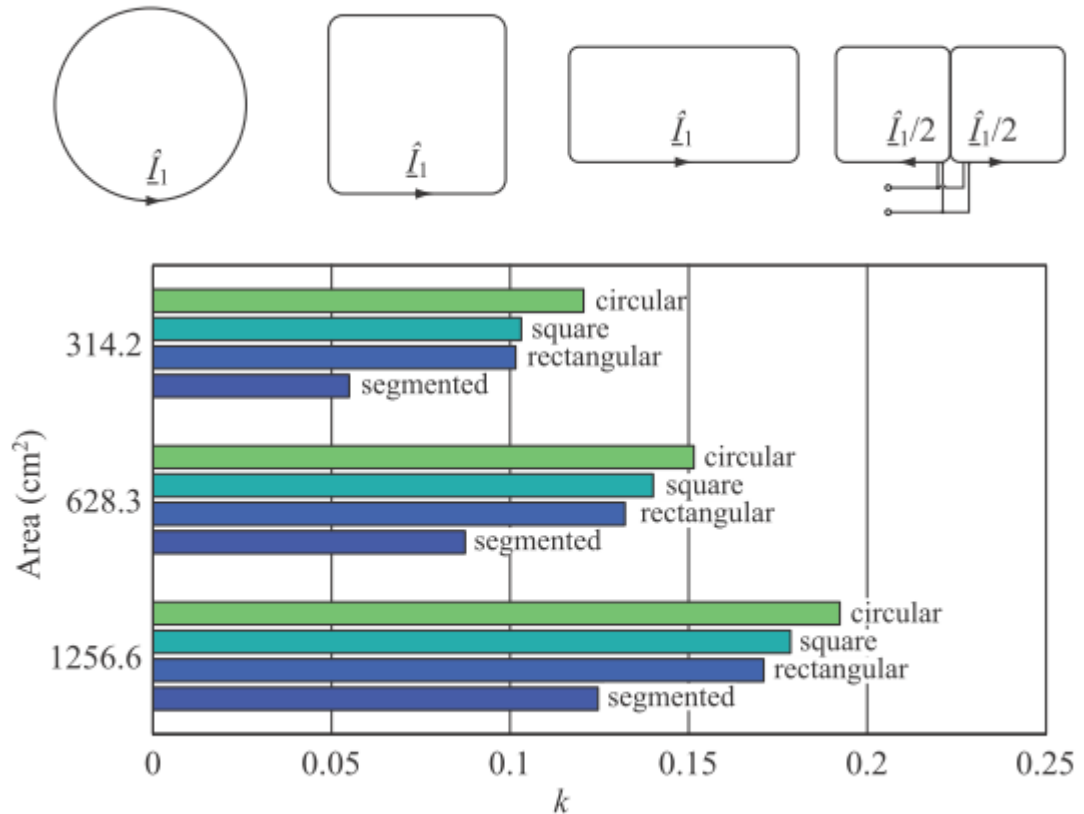 Î₁
Î₁
Î₁
Î₁/2 Î₁/2
circular
square
314.2
rectangular
segmented
circular
square
628.3
rectangular
segmented
circular
square
1256.6
rectangular
segmented
Area (cm²)
0 0.05 0.1 0.15 0.2 0.25
k